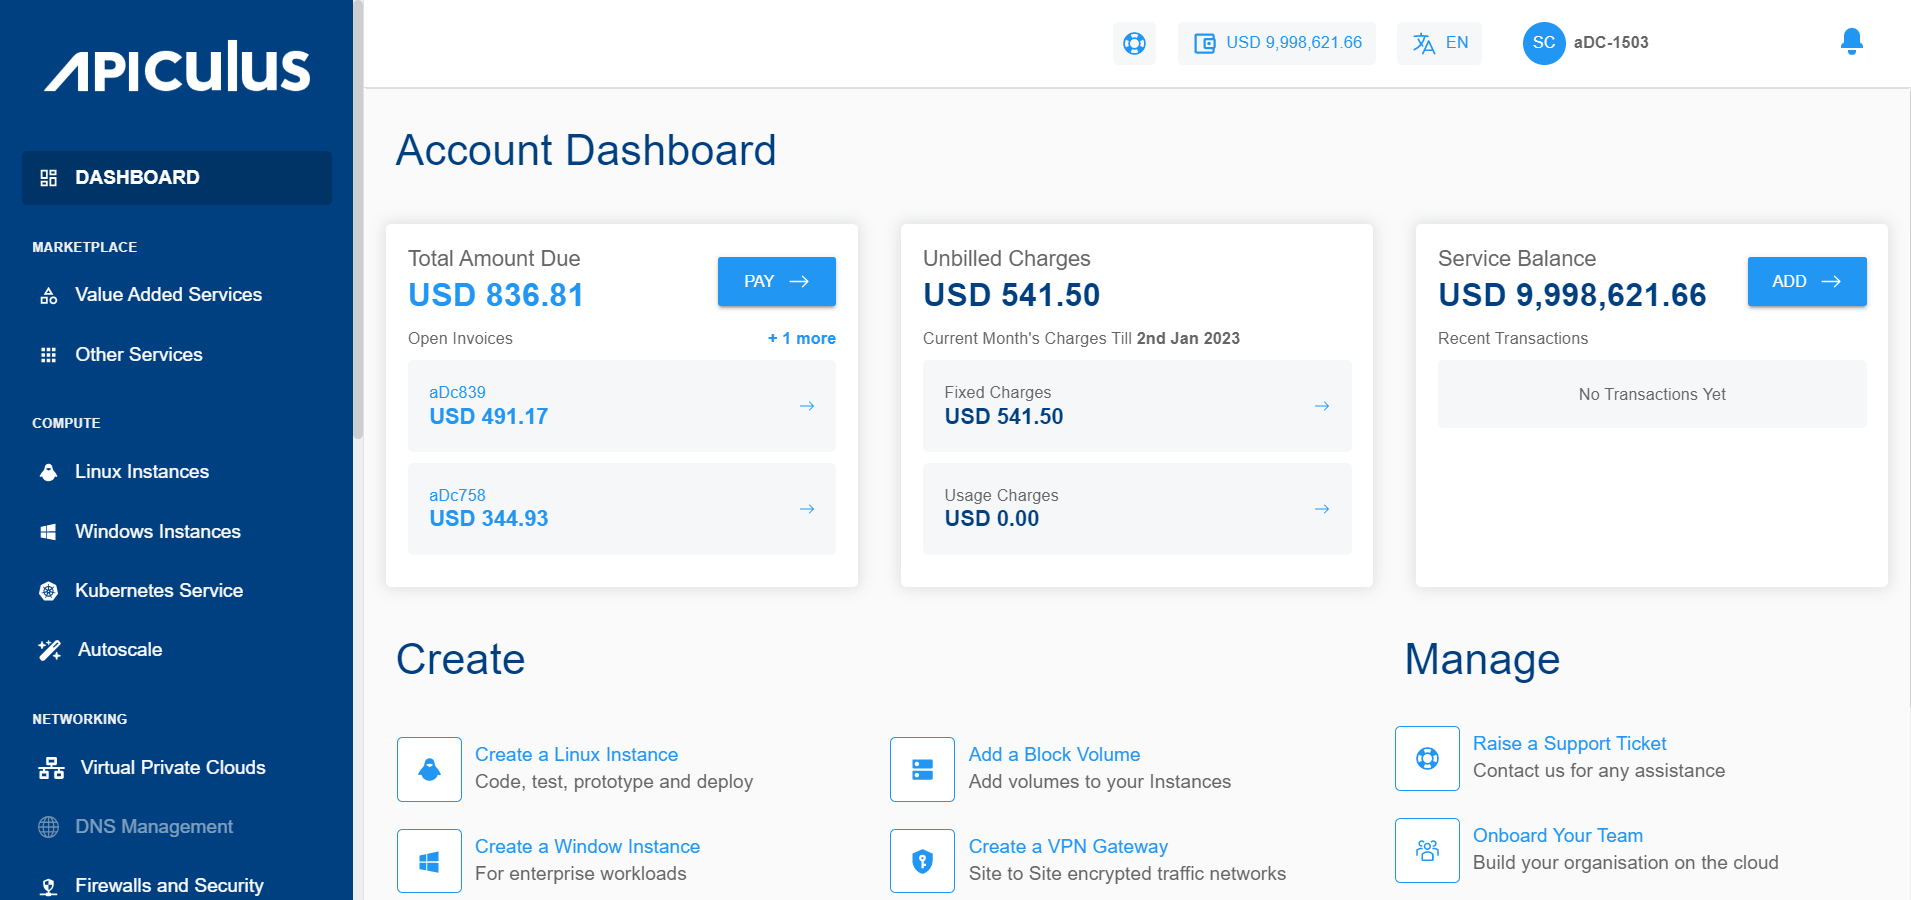 APICULUS
USD 9,998,621.66
EN
SC
aDC-1503
DASHBOARD
MARKETPLACE
Value Added Services
Other Services
COMPUTE
Linux Instances
Windows Instances
Kubernetes Service
Autoscale
NETWORKING
Virtual Private Clouds
DNS Management
Firewalls and Security
Account Dashboard
Total Amount Due
USD 836.81
PAY
Open Invoices
+ 1 more
aDc839
USD 491.17
aDc758
USD 344.93
Unbilled Charges
USD 541.50
Current Month's Charges Till 2nd Jan 2023
Fixed Charges
USD 541.50
Usage Charges
USD 0.00
Service Balance
USD 9,998,621.66
ADD
Recent Transactions
No Transactions Yet
Create
Create a Linux Instance
Code, test, prototype and deploy
Add a Block Volume
Add volumes to your Instances
Create a Window Instance
For enterprise workloads
Create a VPN Gateway
Site to Site encrypted traffic networks
Manage
Raise a Support Ticket
Contact us for any assistance
Onboard Your Team
Build your organisation on the cloud